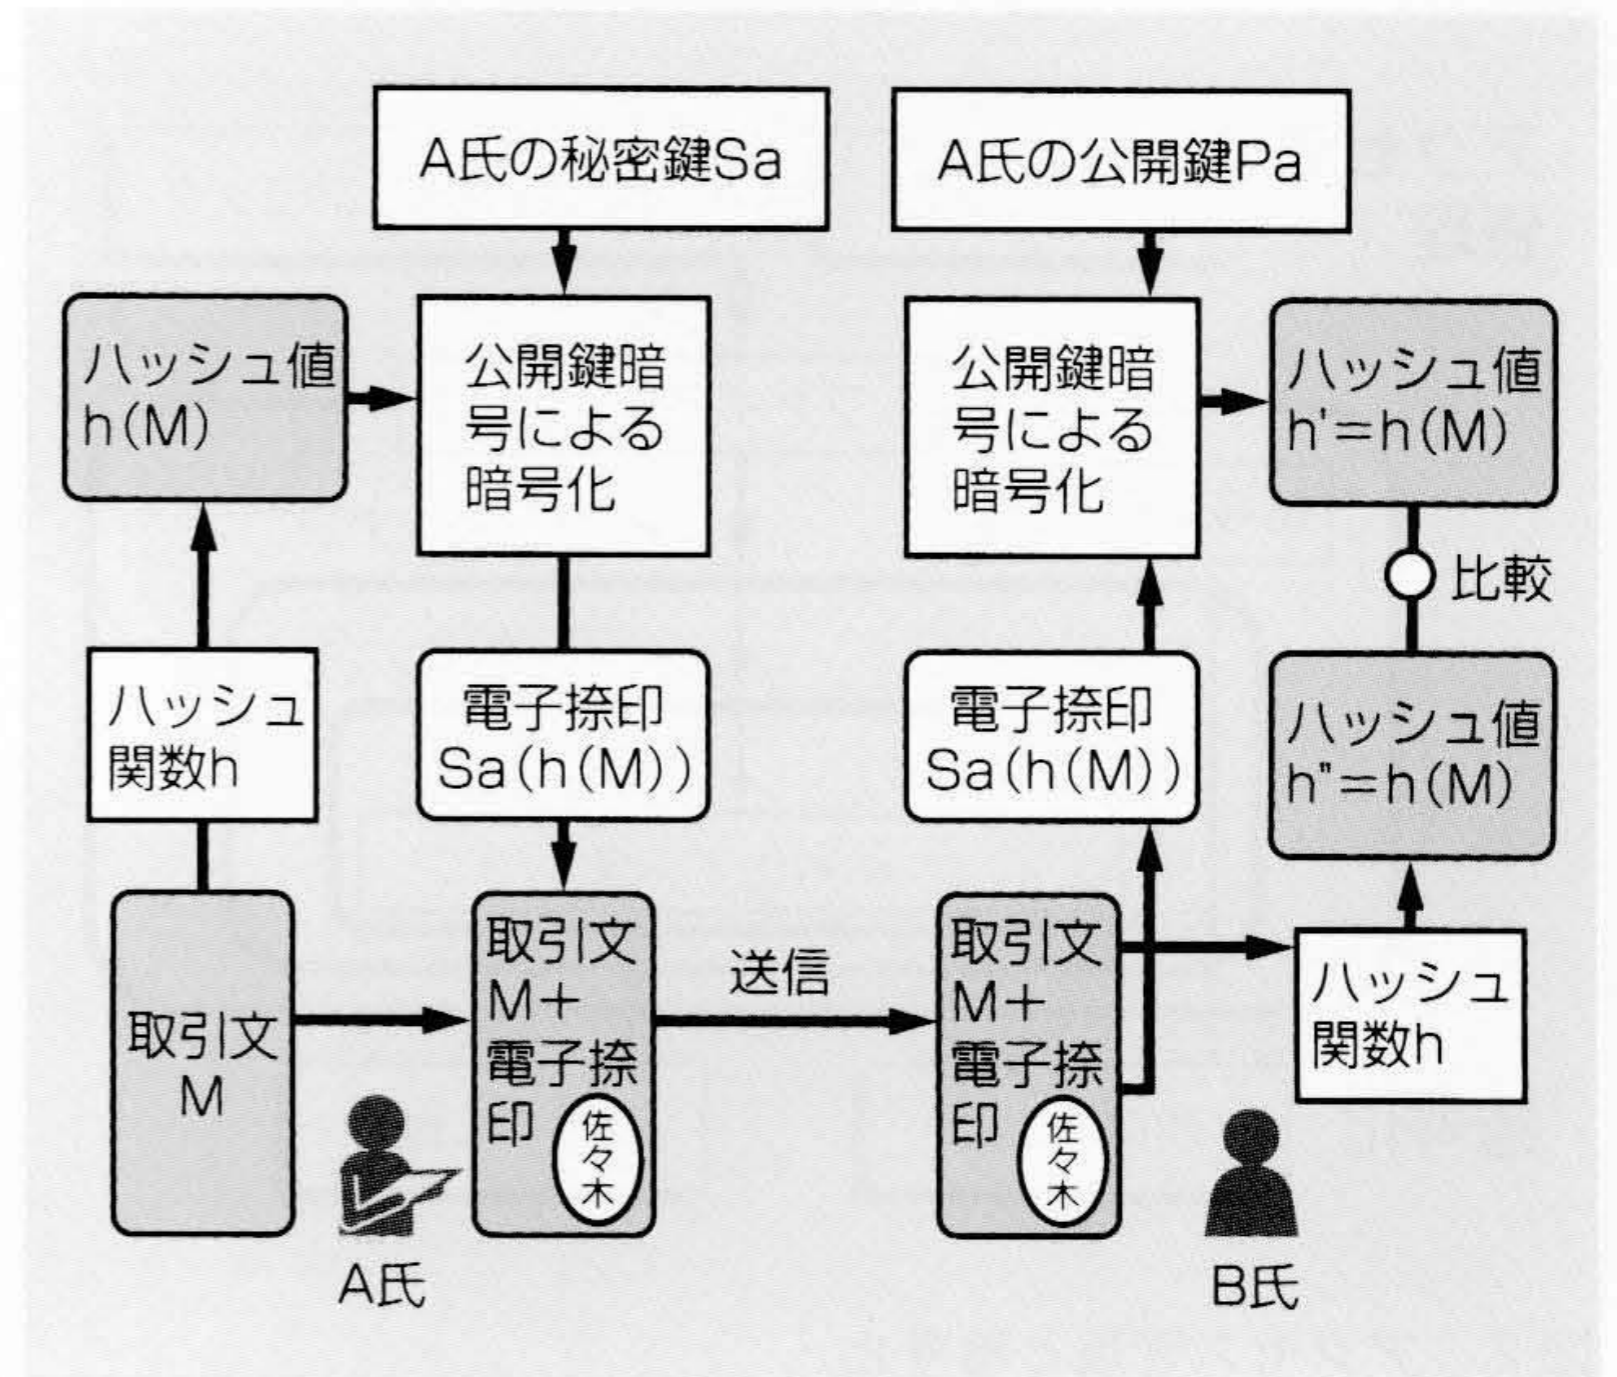 A氏の秘密鍵Sa
A氏の公開鍵Pa
ハッシュ値
h(M)
公開鍵暗
号による
暗号化
公開鍵暗
号による
暗号化
ハッシュ値
h'=h(M)
比較
ハッシュ
関数h
電子捺印
Sa(h(M))
電子捺印
Sa(h(M))
ハッシュ値
h"=h(M)
取引文
M
取引文
M+
電子捺
印
佐々木
送信
取引文
M+
電子捺
印
佐々木
ハッシュ
関数h
A氏
B氏